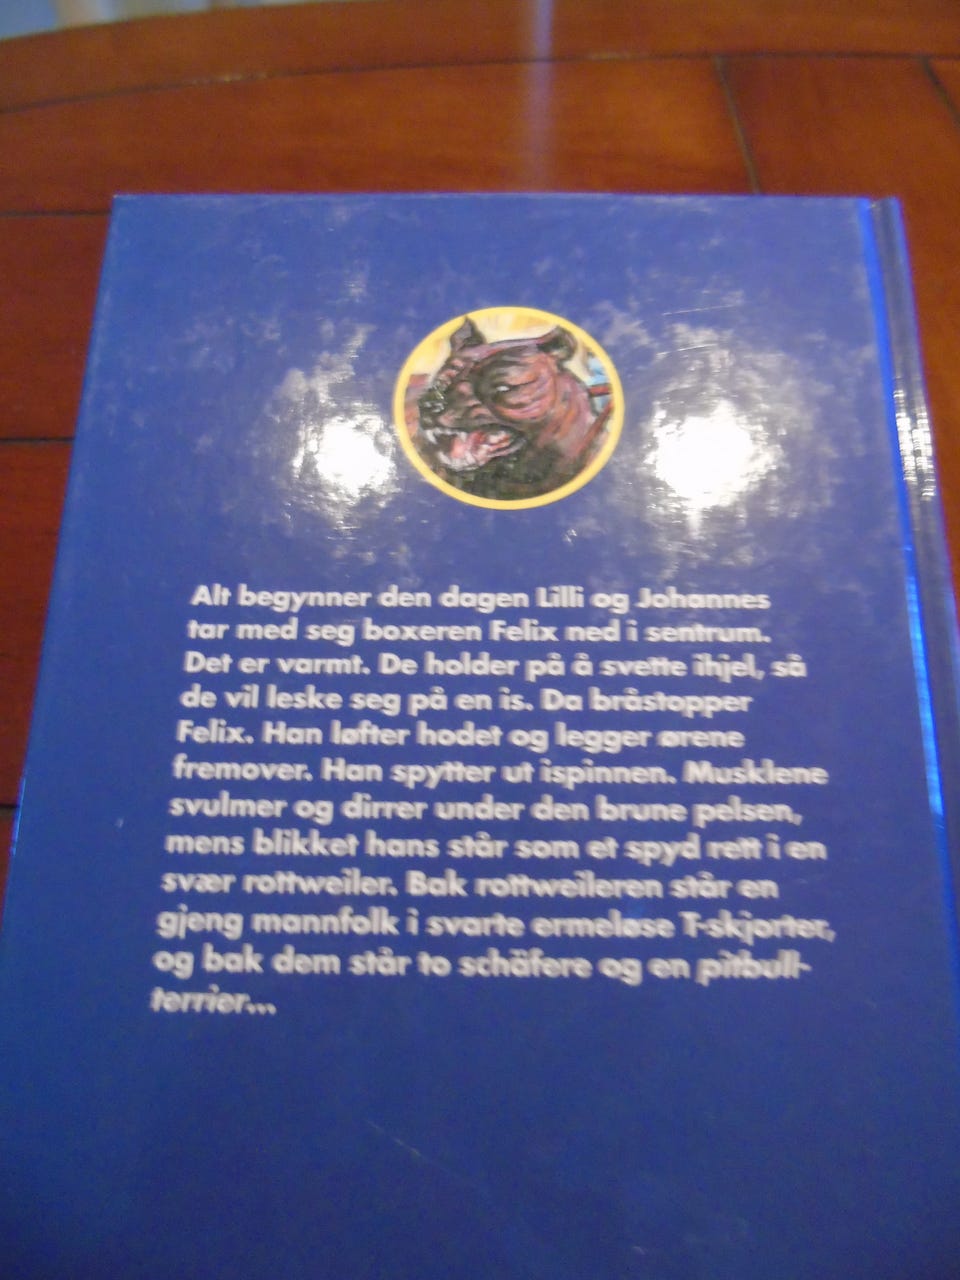 Alt begynner den dagen Lilli og Johannes
tar med seg boxeren Felix ned i sentrum.
Det er varmt. De holder på å svette ihjel, så
de vil leske seg på en is. Da bråstopper
Felix. Han løfter hodet og legger ørene
fremover. Han spytter ut ispinnen. Musklene
svulmer og dirrer under den brune pelsen,
mens blikket hans står som et spyd rett i en
svær rottweiler. Bak rottweileren står en
gjeng mannfolk i svarte ermeløse T-skjorter,
og bak dem står to schäfere og en pitbull-
terrier...